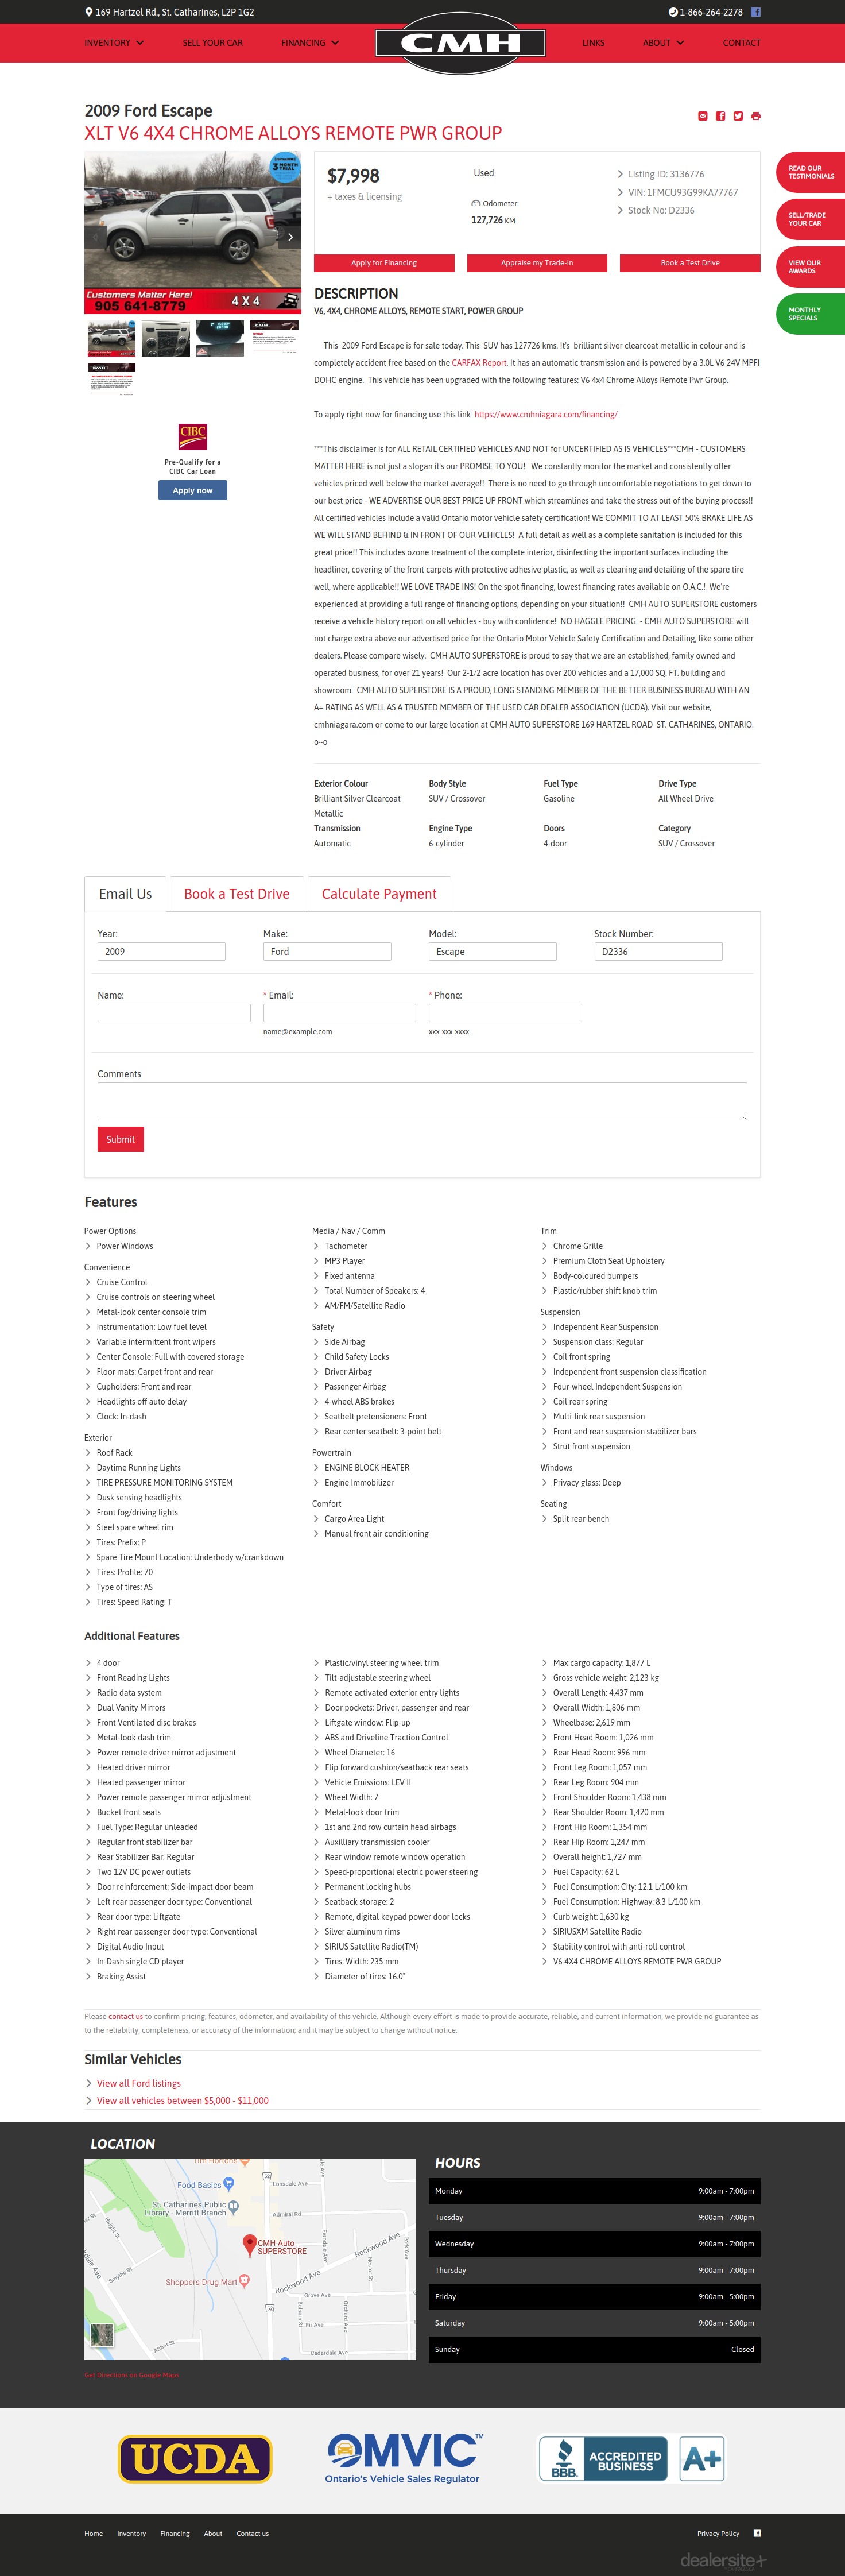 169 Hartzel Rd., St. Catharines, L2P 1G2
1-866-264-2278
INVENTORY
SELL YOUR CAR
FINANCING
CMH
LINKS
ABOUT
CONTACT
2009 Ford Escape
XLT V6 4X4 CHROME ALLOYS REMOTE PWR GROUP
3 MONTH
TRIAL
Customers Matter Here!
905 641-8779
4 X 4
CIBC
Pre-Qualify for a
CIBC Car Loan
Apply now
$7,998
+ taxes & licensing
Used
Odometer:
127,726 KM
Listing ID: 3136776
VIN: 1FMCU93G99KA77767
Stock No: D2336
Apply for Financing
Appraise my Trade-In
Book a Test Drive
READ OUR
TESTIMONIALS
SELL/TRADE
YOUR CAR
VIEW OUR
AWARDS
MONTHLY
SPECIALS
DESCRIPTION
V6, 4X4, CHROME ALLOYS, REMOTE START, POWER GROUP
This 2009 Ford Escape for sale today. This SUV has 127726 kms. It's brilliant silver clearcoat metallic in colour and is
completely accident free based on the CARFAX Report. It has an automatic transmission and is powered by a 3.0L V6 24V MPFI
DOHC engine. This vehicle has been upgraded with the following features: V6 4x4 Chrome Alloys Remote Pwr Group.
To apply right now for financing use this link https://www.cmhniagara.com/financing/
***This disclaimer is for ALL RETAIL CERTIFIED VEHICLES AND NOT for UNCERTIFIED AS IS VEHICLES***CMH - CUSTOMERS
MATTER HERE is not just a slogan it's our PROMISE TO YOU! We constantly monitor the market and consistently offer
vehicles priced well below the market average!! There is no need to go through uncomfortable negotiations to get down to
our best price - WE ADVERTISE OUR BEST PRICE UP FRONT which streamlines and take the stress out of the buying process!!
All certified vehicles include a valid Ontario motor vehicle safety certification! WE COMMIT TO AT LEAST 50% BRAKE LIFE AS
WE WILL STAND BEHIND & IN FRONT OF OUR VEHICLES! A full detail as well as a complete sanitation is included for this
great price!! This includes ozone treatment of the complete interior, disinfecting the important surfaces including the
headliner, covering of the front carpets with protective adhesive plastic, as well as cleaning and detailing of the spare tire
well, where applicable!! WE LOVE TRADE INS! On the spot financing, lowest financing rates available on O.A.C.! We're
experienced at providing a full range of financing options, depending on your situation!! CMH AUTO SUPERSTORE customers
receive a vehicle history report on all vehicles - buy with confidence! NO HAGGLE PRICING - CMH AUTO SUPERSTORE will
not charge extra above our advertised price for the Ontario Motor Vehicle Safety Certification and Detailing, like some other
dealers. Please compare wisely. CMH AUTO SUPERSTORE is proud to say that we are an established, family owned and
operated business, for over 21 years! Our 2-1/2 acre location has over 200 vehicles and a 17,000 SQ. FT. building and
showroom. CMH AUTO SUPERSTORE IS A PROUD, LONG STANDING MEMBER OF THE BETTER BUSINESS BUREAU WITH AN
A+ RATING AS WELL AS A TRUSTED MEMBER OF THE USED CAR DEALER ASSOCIATION (UCDA). Visit our website,
cmhniagara.com or come to our large location at CMH AUTO SUPERSTORE 169 HARTZEL ROAD ST. CATHARINES, ONTARIO.
o~o
Exterior Colour
Brilliant Silver Clearcoat
Metallic
Body Style
SUV / Crossover
Fuel Type
Gasoline
Drive Type
All Wheel Drive
Transmission
Automatic
Engine Type
6-cylinder
Doors
4-door
Category
SUV / Crossover
Email Us
Book a Test Drive
Calculate Payment
Year:
2009
Make:
Ford
Model:
Escape
Stock Number:
D2336
Name:
* Email:
name@example.com
* Phone:
xxx-xxx-xxxx
Comments
Submit
Features
Power Options
Power Windows
Convenience
Cruise Control
Cruise controls on steering wheel
Metal-look center console trim
Instrumentation: Low fuel level
Variable intermittent front wipers
Center Console: Full with covered storage
Floor mats: Carpet front and rear
Cupholders: Front and rear
Headlights off auto delay
Clock: In-dash
Exterior
Roof Rack
Daytime Running Lights
TIRE PRESSURE MONITORING SYSTEM
Dusk sensing headlights
Front fog/driving lights
Steel spare wheel rim
Tires: Prefix: P
Spare Tire Mount Location: Underbody w/crankdown
Tires: Profile: 70
Type of tires: AS
Tires: Speed Rating: T
Media / Nav / Comm
Tachometer
MP3 Player
Fixed antenna
Total Number of Speakers: 4
AM/FM/Satellite Radio
Safety
Side Airbag
Child Safety Locks
Driver Airbag
Passenger Airbag
4-wheel ABS brakes
Seatbelt pretensioners: Front
Rear center seatbelt: 3-point belt
Powertrain
ENGINE BLOCK HEATER
Engine Immobilizer
Comfort
Cargo Area Light
Manual front air conditioning
Trim
Chrome Grille
Premium Cloth Seat Upholstery
Body-coloured bumpers
Plastic/rubber shift knob trim
Suspension
Independent Rear Suspension
Suspension class: Regular
Coil front spring
Independent front suspension classification
Four-wheel Independent Suspension
Coil rear spring
Multi-link rear suspension
Front and rear suspension stabilizer bars
Strut front suspension
Windows
Privacy glass: Deep
Seating
Split rear bench
Additional Features
4 door
Front Reading Lights
Radio data system
Dual Vanity Mirrors
Front Ventilated disc brakes
Metal-look dash trim
Power remote driver mirror adjustment
Heated driver mirror
Heated passenger mirror
Power remote passenger mirror adjustment
Bucket front seats
Fuel Type: Regular unleaded
Regular front stabilizer bar
Rear Stabilizer Bar: Regular
Two 12V DC power outlets
Door reinforcement: Side-impact door beam
Left rear passenger door type: Conventional
Rear door type: Liftgate
Right rear passenger door type: Conventional
Digital Audio Input
In-Dash single CD player
Braking Assist
Plastic/vinyl steering wheel trim
Tilt-adjustable steering wheel
Remote activated exterior entry lights
Door pockets: Driver, passenger and rear
Liftgate window: Flip-up
ABS and Driveline Traction Control
Wheel Diameter: 16
Flip forward cushion/seatback rear seats
Vehicle Emissions: LEV II
Wheel Width: 7
Metal-look door trim
1st and 2nd row curtain head airbags
Auxilliary transmission cooler
Rear window remote window operation
Speed-proportional electric power steering
Permanent locking hubs
Seatback storage: 2
Remote, digital keypad power door locks
Silver aluminum rims
SIRIUS Satellite Radio(TM)
Tires: Width: 235 mm
Diameter of tires: 16.0"
Max cargo capacity: 1,877 L
Gross vehicle weight: 2,123 kg
Overall Length: 4,437 mm
Overall Width: 1,806 mm
Wheelbase: 2,619 mm
Front Head Room: 1,026 mm
Rear Head Room: 996 mm
Front Leg Room: 1,057 mm
Rear Leg Room: 904 mm
Front Shoulder Room: 1,438 mm
Rear Shoulder Room: 1,420 mm
Front Hip Room: 1,354 mm
Rear Hip Room: 1,247 mm
Overall height: 1,727 mm
Fuel Capacity: 62 L
Fuel Consumption: City: 12.1 L/100 km
Fuel Consumption: Highway: 8.3 L/100 km
Curb weight: 1,630 kg
SIRIUSXM Satellite Radio
Stability control with anti-roll control
V6 4X4 CHROME ALLOYS REMOTE PWR GROUP
Please contact us to confirm pricing, features, odometer, and availability of this vehicle. Although every effort is made to provide accurate, reliable, and current information, we provide no guarantee as
to the reliability, completeness, or accuracy of the information; and it may be subject to change without notice.
Similar Vehicles
View all Ford listings
View all vehicles between $5,000 - $11,000
LOCATION
Tim Hortons
Food Basics
Lonsdale Ave
St. Catharines Public
Library - Merritt Branch
Admiral Rd
Haight St
CMH Auto
SUPERSTORE
Ferndale Ave
Rockwood Ave
Park Ave
Smythe St
Shoppers Drug Mart
Rockwood Ave
Nestor St
Grove Ave
Balsam St
Orchard Ave
Fo Ave
Abbot St
Cedardale Ave
52
52
Get Directions on Google Maps
HOURS
Monday 9:00am - 7:00pm
Tuesday 9:00am - 7:00pm
Wednesday 9:00am - 7:00pm
Thursday 9:00am - 7:00pm
Friday 9:00am - 5:00pm
Saturday 9:00am - 5:00pm
Sunday Closed
UCDA
OMVIC TM
Ontario's Vehicle Sales Regulator
BBB.
ACCREDITED
BUSINESS
A+
Home
Inventory
Financing
About
Contact us
Privacy Policy
dealersite+